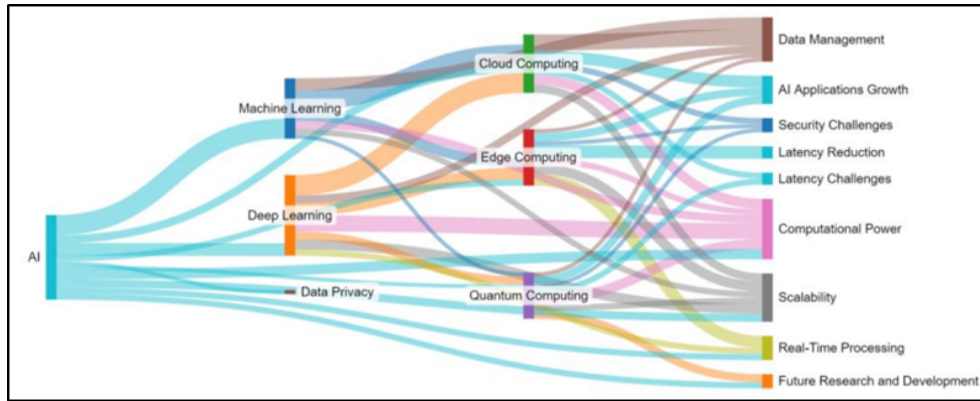 Data Management
Cloud Computing
AI Applications Growth
Machine Learning
Security Challenges
Edge Computing
Latency Reduction
Latency Challenges
Deep Learning
Computational Power
AI
Data Privacy
Quantum Computing
Scalability
Real-Time Processing
Future Research and Development